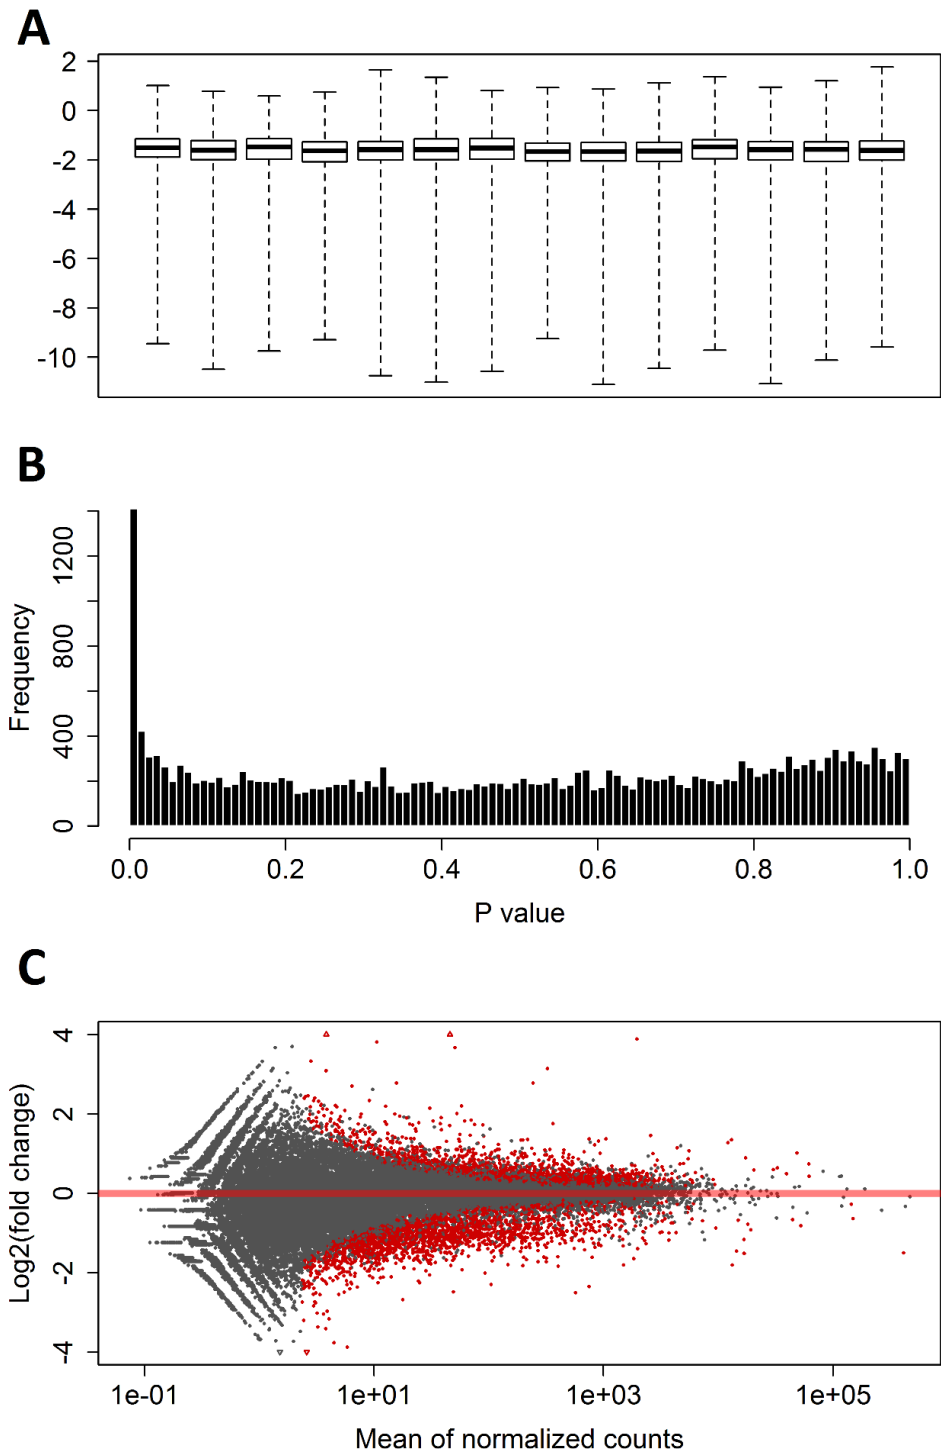 A
2
0
-2
-4
-6
-8
-10
B
Frequency
1200
800
400
0
0.0 0.2 0.4 0.6 0.8 1.0
P value
C
Log2(fold change)
4
2
0
-2
-4
1e-01 1e+01 1e+03 1e+05
Mean of normalized counts